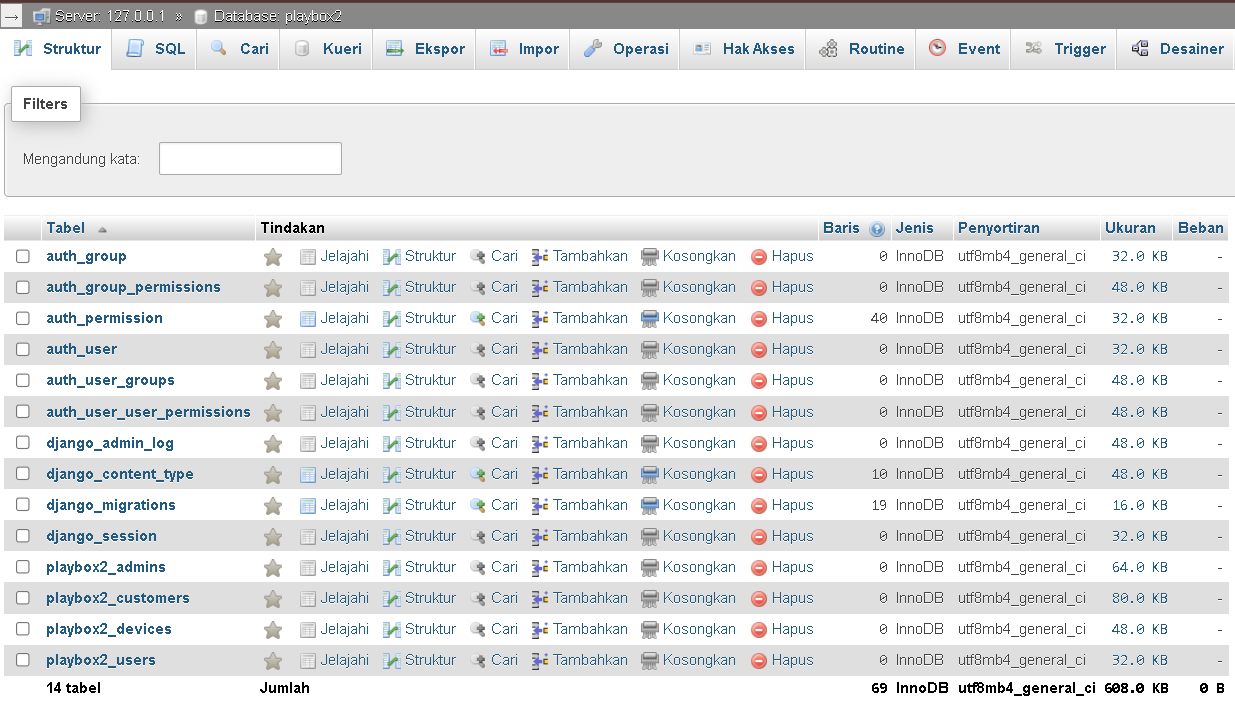 Server: 127.0.0.1 » Database: playbox2
Struktur SQL Cari Kueri Ekspor Impor Operasi Hak Akses Routine Event Trigger Desainer
Filters
Mengandung kata:
Tabel Tindakan Baris Jenis Penyortiran Ukuran Beban
auth_group Jelajahi Struktur Cari Tambahkan Kosongkan Hapus 0 InnoDB utf8mb4_general_ci 32.0 KB -
auth_group_permissions Jelajahi Struktur Cari Tambahkan Kosongkan Hapus 0 InnoDB utf8mb4_general_ci 48.0 KB -
auth_permission Jelajahi Struktur Cari Tambahkan Kosongkan Hapus 40 InnoDB utf8mb4_general_ci 32.0 KB -
auth_user Jelajahi Struktur Cari Tambahkan Kosongkan Hapus 0 InnoDB utf8mb4_general_ci 32.0 KB -
auth_user_groups Jelajahi Struktur Cari Tambahkan Kosongkan Hapus 0 InnoDB utf8mb4_general_ci 48.0 KB -
auth_user_user_permissions Jelajahi Struktur Cari Tambahkan Kosongkan Hapus 0 InnoDB utf8mb4_general_ci 48.0 KB -
django_admin_log Jelajahi Struktur Cari Tambahkan Kosongkan Hapus 0 InnoDB utf8mb4_general_ci 48.0 KB -
django_content_type Jelajahi Struktur Cari Tambahkan Kosongkan Hapus 10 InnoDB utf8mb4_general_ci 48.0 KB -
django_migrations Jelajahi Struktur Cari Tambahkan Kosongkan Hapus 19 InnoDB utf8mb4_general_ci 16.0 KB -
django_session Jelajahi Struktur Cari Tambahkan Kosongkan Hapus 0 InnoDB utf8mb4_general_ci 32.0 KB -
playbox2_admins Jelajahi Struktur Cari Tambahkan Kosongkan Hapus 0 InnoDB utf8mb4_general_ci 64.0 KB -
playbox2_customers Jelajahi Struktur Cari Tambahkan Kosongkan Hapus 0 InnoDB utf8mb4_general_ci 80.0 KB -
playbox2_devices Jelajahi Struktur Cari Tambahkan Kosongkan Hapus 0 InnoDB utf8mb4_general_ci 48.0 KB -
playbox2_users Jelajahi Struktur Cari Tambahkan Kosongkan Hapus 0 InnoDB utf8mb4_general_ci 32.0 KB -
14 tabel Jumlah 69 InnoDB utf8mb4_general_ci 608.0 KB 0 B